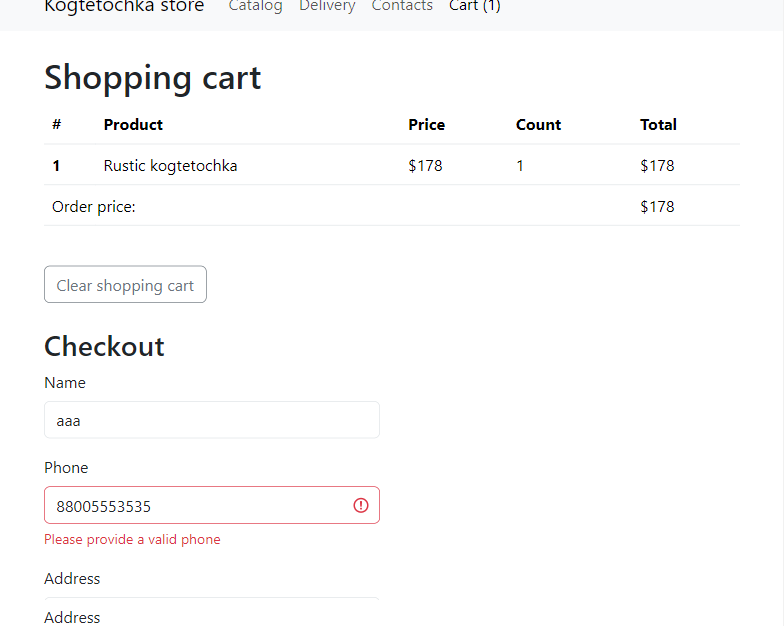 Kogtetochka store Catalog Delivery Contacts Cart (1)
Shopping cart
# Product Price Count Total
1 Rustic kogtetochka $178 1 $178
Order price: $178
Clear shopping cart
Checkout
Name
aaa
Phone
88005553535
Please provide a valid phone
Address
Address